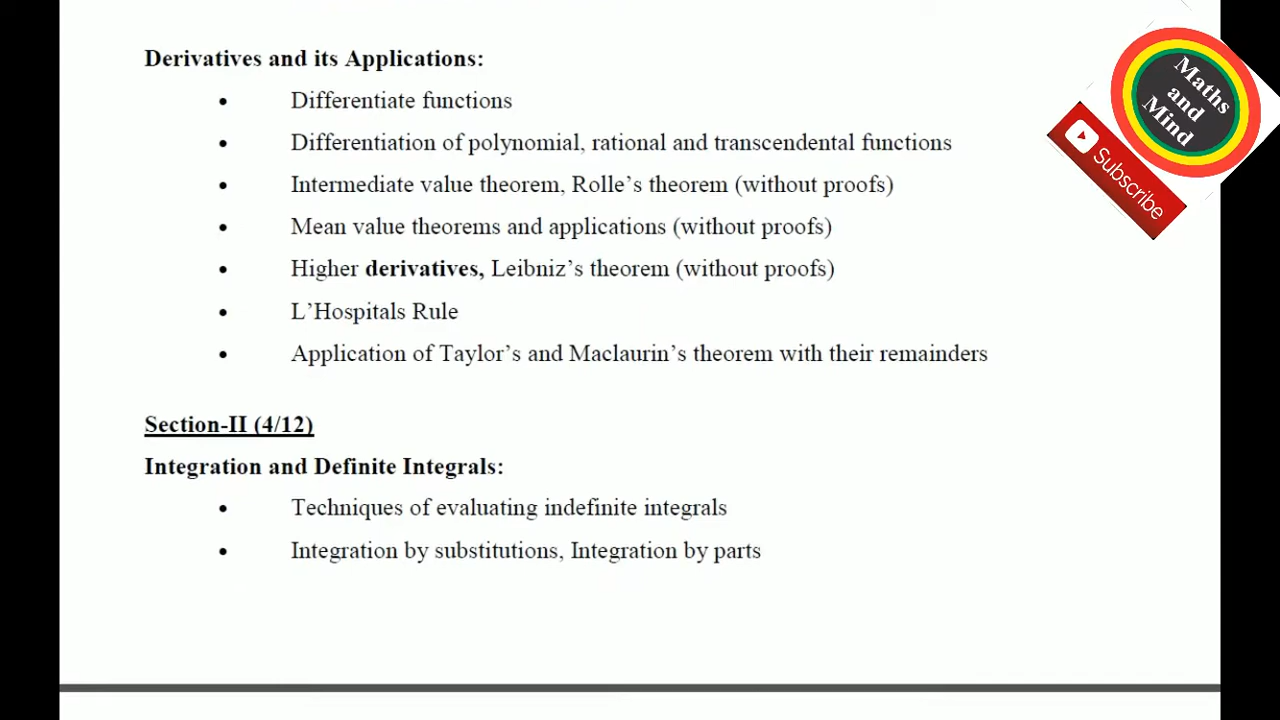 Derivatives and its Applications:
• Differentiate functions
• Differentiation of polynomial, rational and transcendental functions
• Intermediate value theorem, Rolle’s theorem (without proofs)
• Mean value theorems and applications (without proofs)
• Higher derivatives, Leibniz’s theorem (without proofs)
• L’Hospitals Rule
• Application of Taylor’s and Maclaurin’s theorem with their remainders
Section-II (4/12)
Integration and Definite Integrals:
• Techniques of evaluating indefinite integrals
• Integration by substitutions, Integration by parts
Maths
and
Mind
Subscribe